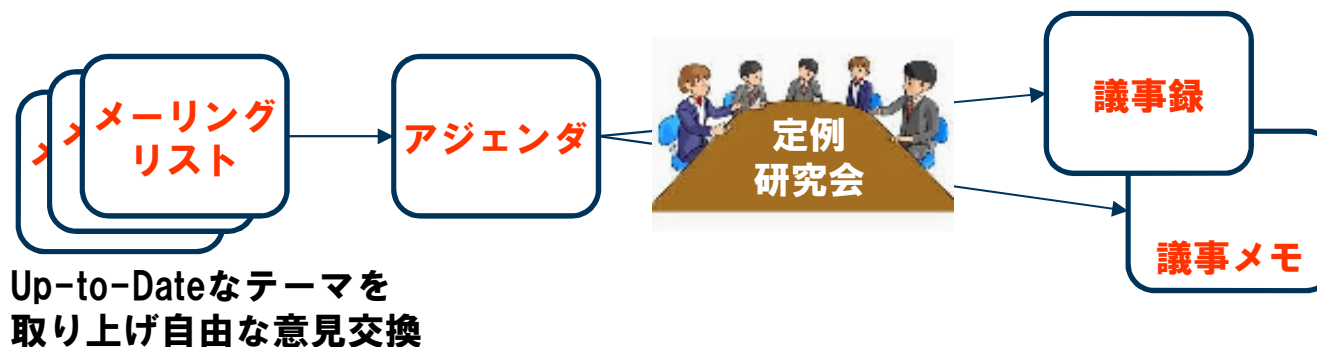 メ
メ
メーリング
リスト
アジェンダ
定例
研究会
議事録
議事メモ
Up-to-Dateなテーマを
取り上げ自由な意見交換